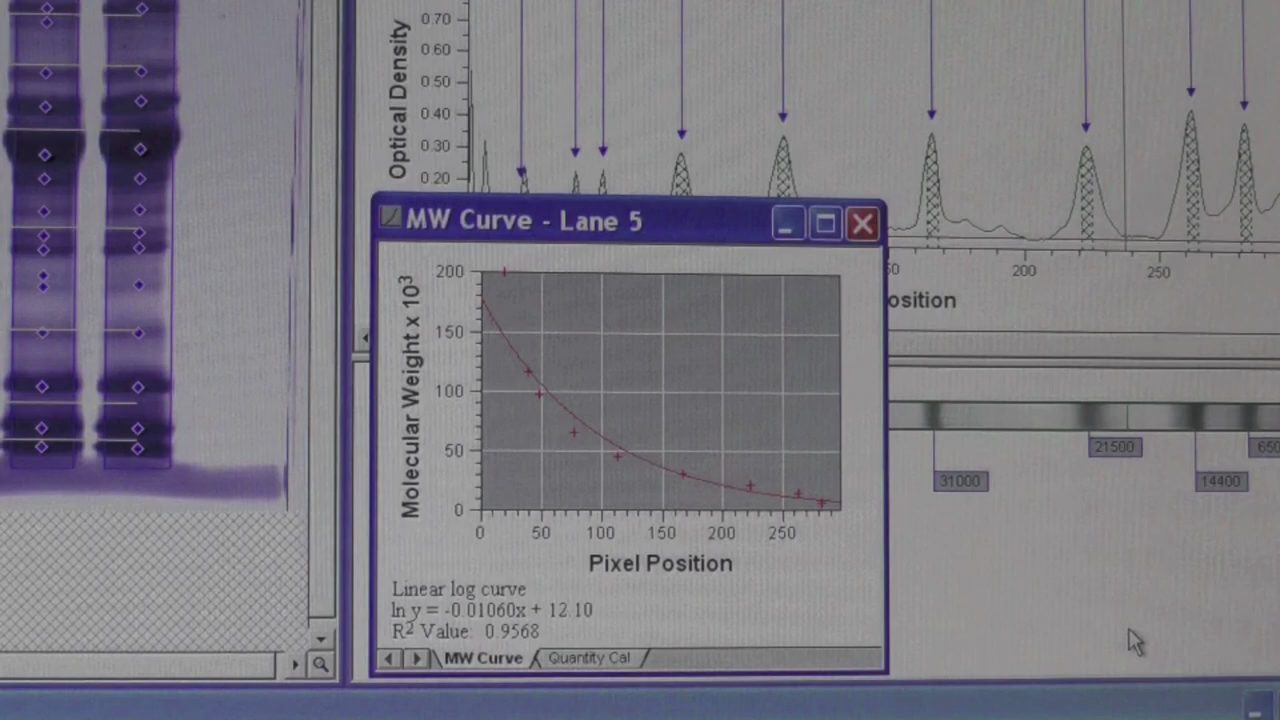 0.70
0.60
0.50
0.40
0.30
0.20
Optical Density
MW Curve - Lane 5
200
150
100
50
0
Molecular Weight x 10³
0 50 100 150 200 250
Pixel Position
Linear log curve
ln y = -0.01060x + 12.10
R² Value: 0.9568
MW Curve
Quantity Cal
50 200 250
osition
21500
650
31000
14400